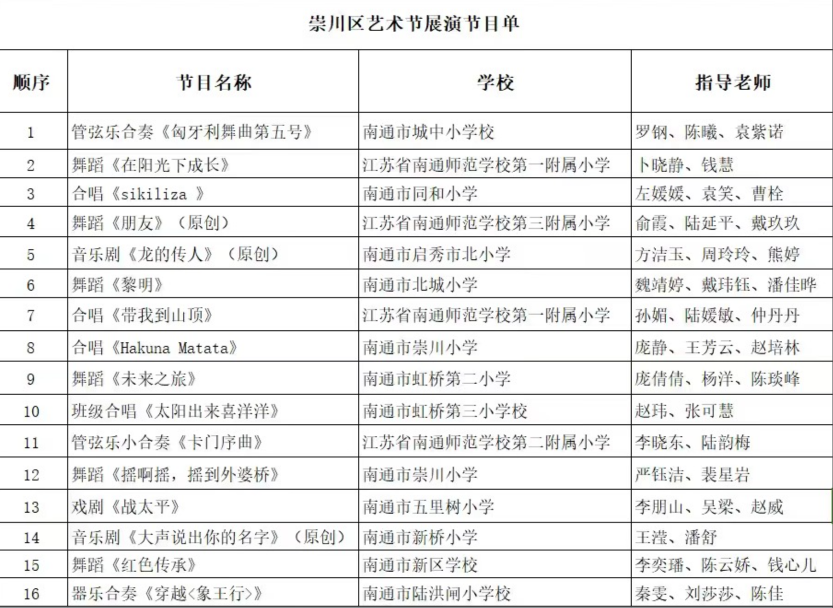 崇川区艺术节展演节目单
顺序 节目名称 学校 指导老师
1 管弦乐合奏《匈牙利舞曲第五号》 南通市城中小学校 罗钢、陈曦、袁紫诺
2 舞蹈《在阳光下成长》 江苏省南通师范学校第一附属小学 卜晓静、钱慧
3 合唱《sikiliza 》 南通市同和小学 左媛媛、袁笑、曹栓
4 舞蹈《朋友》（原创） 江苏省南通师范学校第三附属小学 俞霞、陆延平、戴玖玖
5 音乐剧《龙的传人》（原创） 南通市启秀市北小学 方洁玉、周玲玲、熊婷
6 舞蹈《黎明》 南通市北城小学 魏靖婷、戴玮钰、潘佳晔
7 合唱《带我到山顶》 江苏省南通师范学校第一附属小学 孙媚、陆媛敏、仲丹丹
8 合唱《Hakuna Matata》 南通市崇川小学 庞静、王芳云、赵培林
9 舞蹈《未来之旅》 南通市虹桥第二小学 庞倩倩、杨洋、陈琰峰
10 班级合唱《太阳出来喜洋洋》 南通市虹桥第三小学校 赵玮、张可慧
11 管弦乐小合奏《卡门序曲》 江苏省南通师范学校第二附属小学 李晓东、陆韵梅
12 舞蹈《摇啊摇，摇到外婆桥》 南通市崇川小学 严钰洁、裴星岩
13 戏剧《战太平》 南通市五里树小学 李朋山、吴梁、赵威
14 音乐剧《大声说出你的名字》（原创） 南通市新桥小学 王滢、潘舒
15 舞蹈《红色传承》 南通市新区学校 李奕璠、陈云娇、钱心儿
16 器乐合奏《穿越<象王行>》 南通市陆洪闸小学校 秦雯、刘莎莎、陈佳